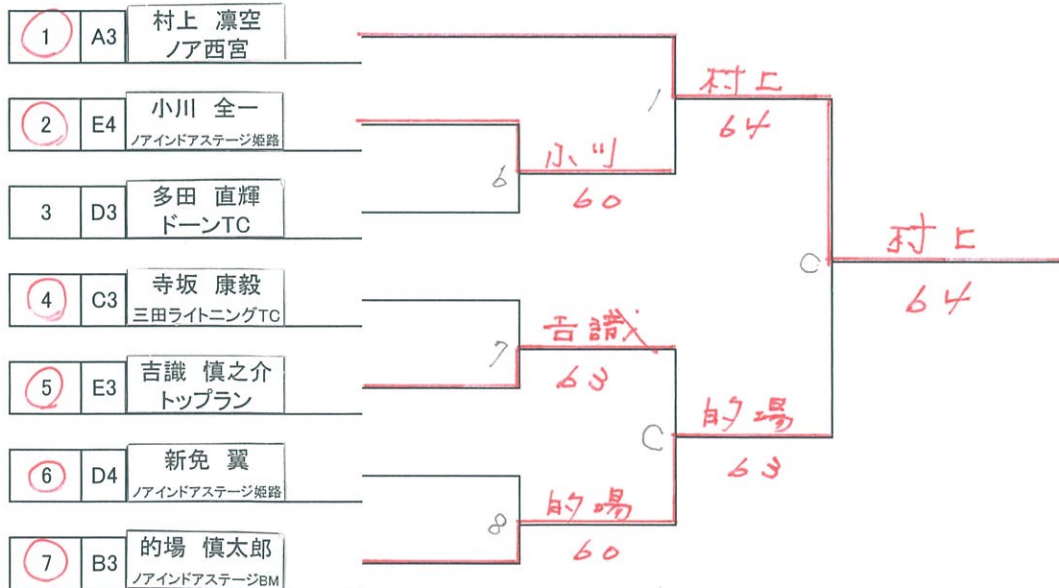 1 A3 村上 凛空
ノア西宮
2 E4 小川 全一
ノアインドアステージ姫路
3 D3 多田 直輝
ドーンTC
4 C3 寺坂 康毅
三田ライトニングTC
5 E3 吉識 慎之介
トップラン
6 D4 新免 翼
ノアインドアステージ姫路
7 B3 的場 慎太郎
ノアインドアステージBM
6 小川
60
7 吉識
63
8 的場
60
1 村上
64
C 的場
63
村上
64